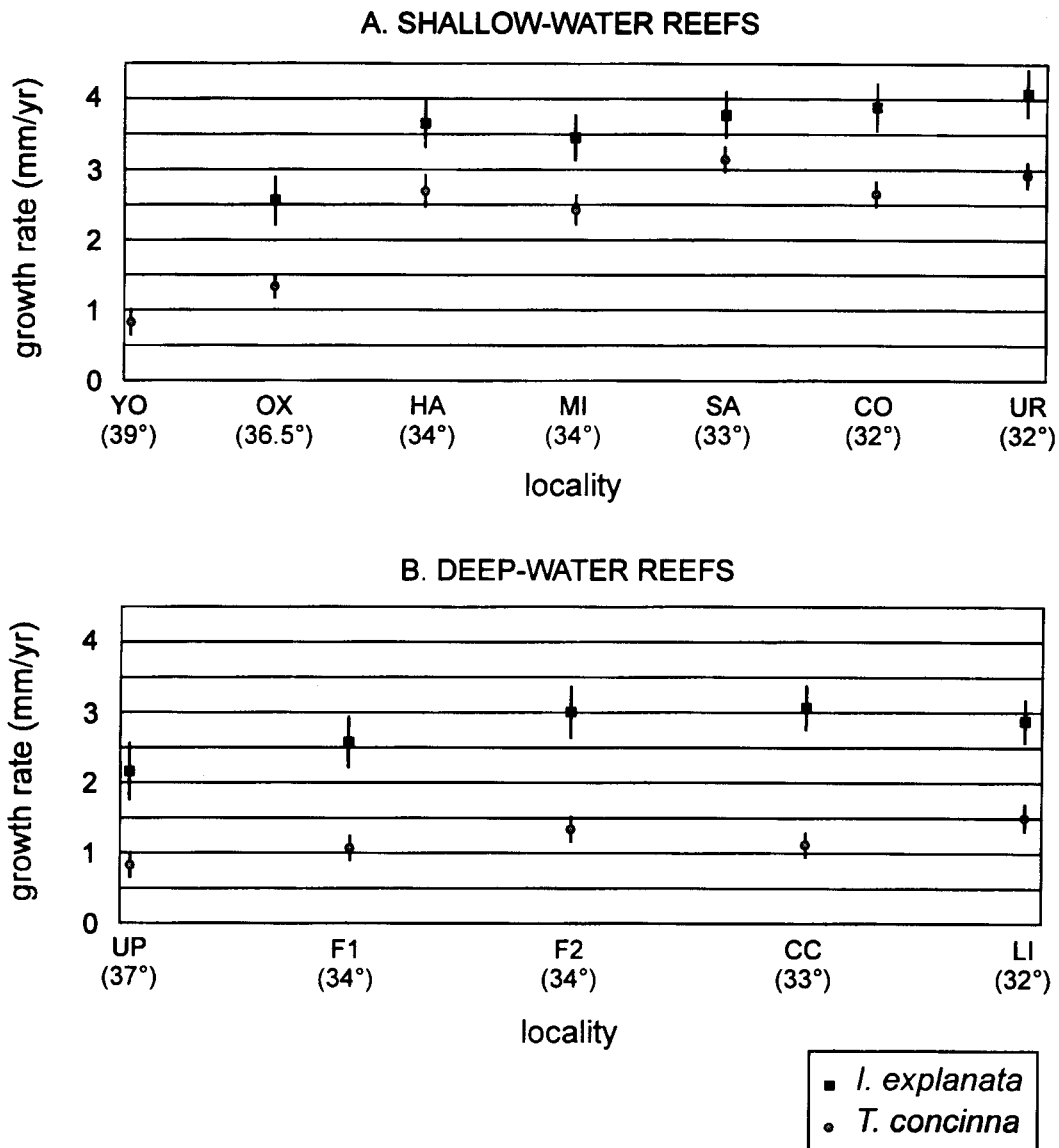 A. SHALLOW-WATER REEFS
growth rate (mm/yr)
4
3
2
1
0
YO OX HA MI SA CO UR
(39°) (36.5°) (34°) (34°) (33°) (32°) (32°)
locality
B. DEEP-WATER REEFS
growth rate (mm/yr)
4
3
2
1
0
UP F1 F2 CC LI
(37°) (34°) (34°) (33°) (32°)
locality
I. explanata
T. concinna